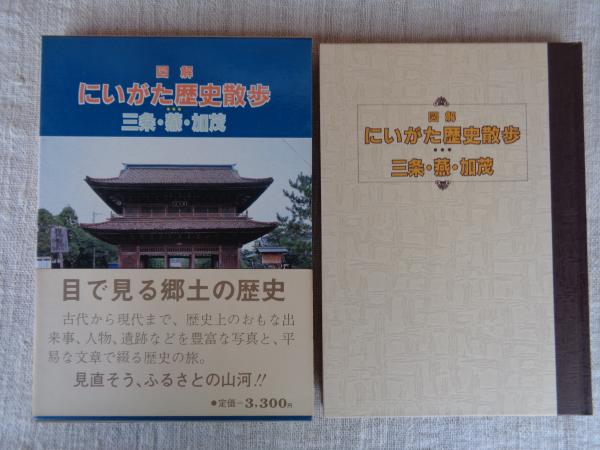 図解
にいがた歴史散歩
三条・燕・加茂
目で見る郷土の歴史
古代から現代まで、歴史上のおもな出
来事、人物、遺跡などを豊富な写真と、平
易な文章で綴る歴史の旅。
見直そう、ふるさとの山河!!
●定価－3,300円
図解
にいがた歴史散歩
三条・燕・加茂